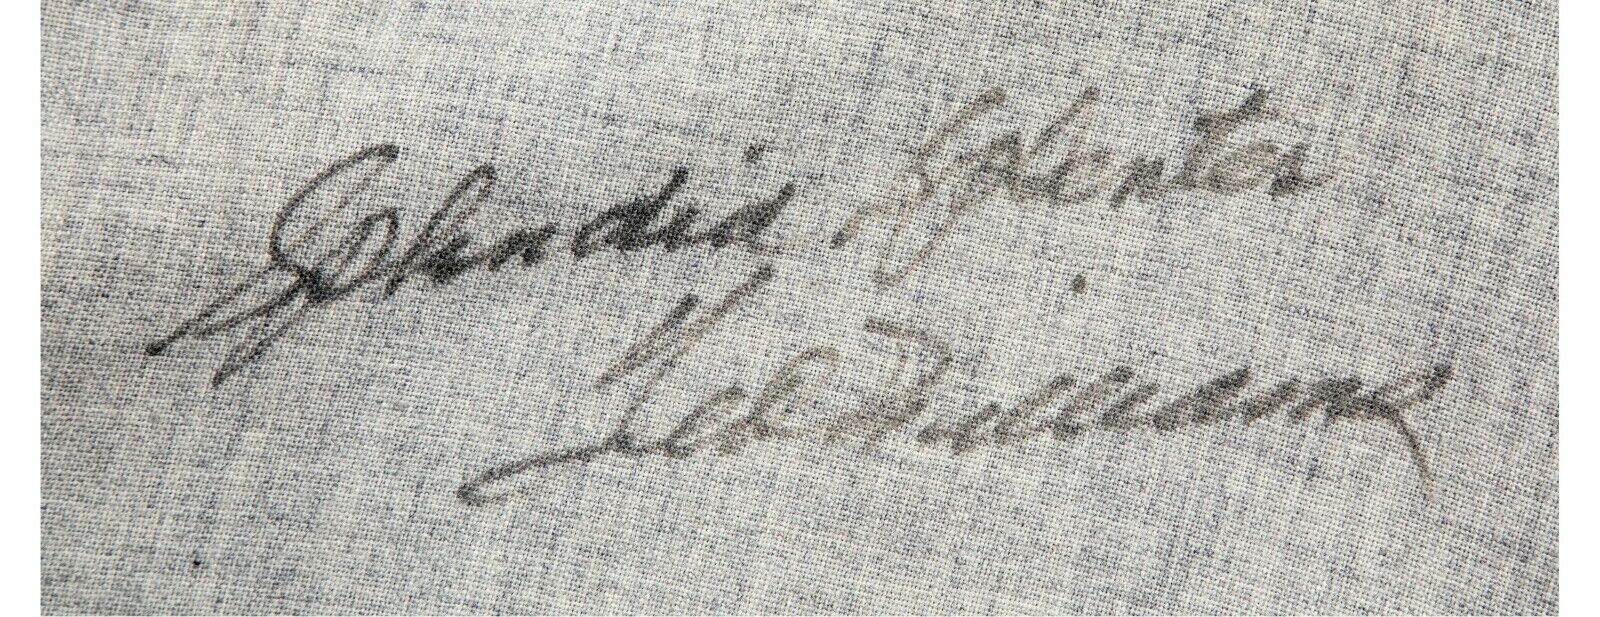 Splendid Splinter
Ted Williams